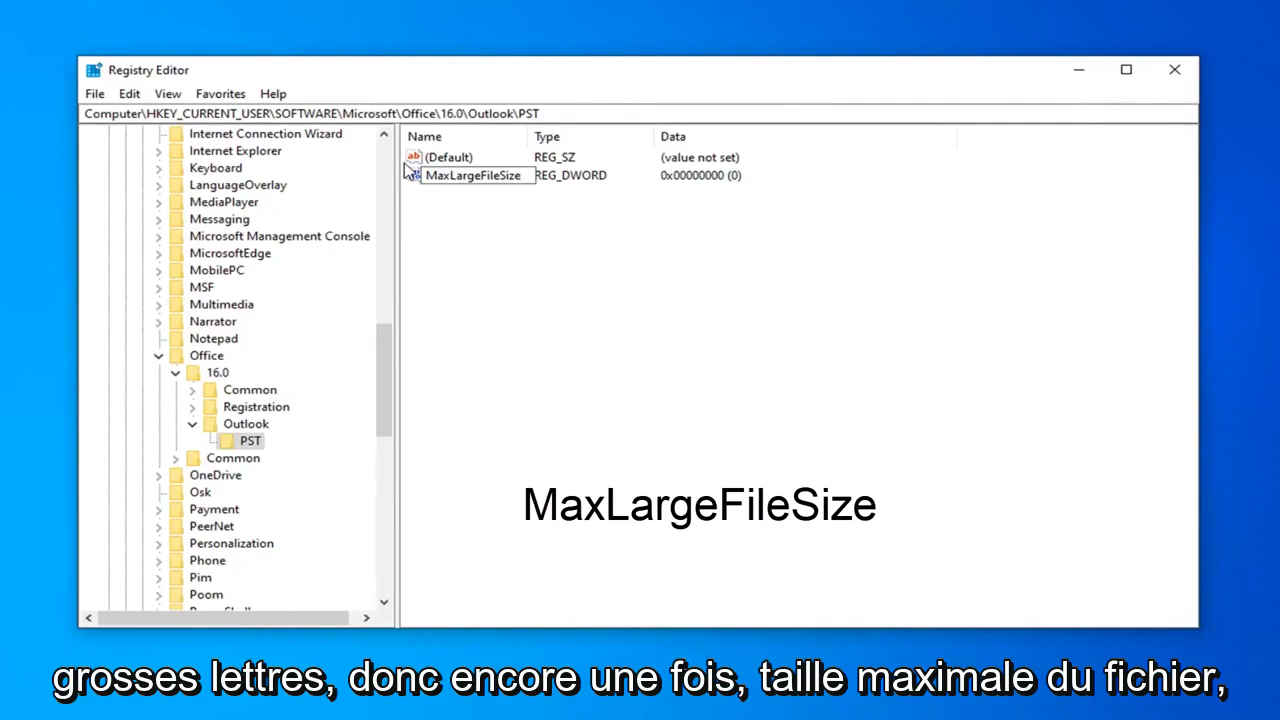 Registry Editor
File Edit View Favorites Help
Computer\HKEY_CURRENT_USER\SOFTWARE\Microsoft\Office\16.0\Outlook\PST
Internet Connection Wizard
Internet Explorer
Keyboard
LanguageOverlay
MediaPlayer
Messaging
Microsoft Management Console
MicrosoftEdge
MobilePC
MSF
Multimedia
Narrator
Notepad
Office
16.0
Common
Registration
Outlook
PST
Common
OneDrive
Osk
Payment
PeerNet
Personalization
Phone
Pim
Poom
Name Type Data
(Default) REG_SZ (value not set)
MaxLargeFileSize REG_DWORD 0x00000000 (0)
MaxLargeFileSize
grosses lettres, donc encore une fois, taille maximale du fichier,